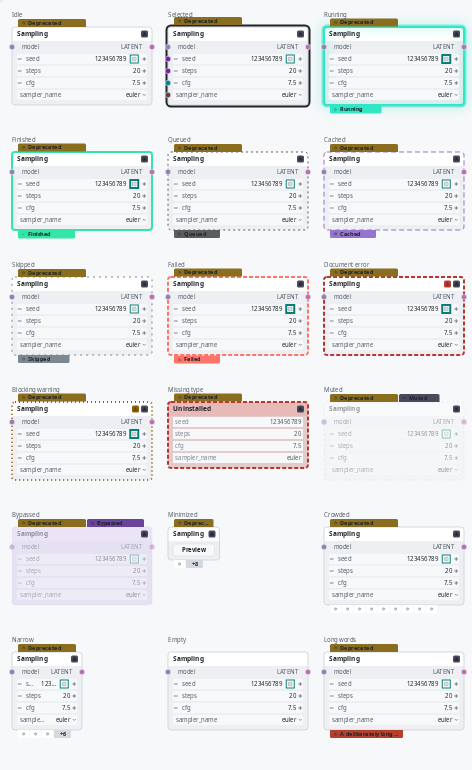 Idle
Deprecated
Sampling
model LATENT
seed 123456789
steps 20
cfg 7.5
sampler_name euler
Selected
Deprecated
Sampling
model LATENT
seed 123456789
steps 20
cfg 7.5
sampler_name euler
Running
Deprecated
Sampling
model LATENT
seed 123456789
steps 20
cfg 7.5
sampler_name euler
Running
Finished
Deprecated
Sampling
model LATENT
seed 123456789
steps 20
cfg 7.5
sampler_name euler
Finished
Queued
Deprecated
Sampling
model LATENT
seed 123456789
steps 20
cfg 7.5
sampler_name euler
Queued
Cached
Deprecated
Sampling
model LATENT
seed 123456789
steps 20
cfg 7.5
sampler_name euler
Cached
Skipped
Deprecated
Sampling
model LATENT
seed 123456789
steps 20
cfg 7.5
sampler_name euler
Skipped
Failed
Deprecated
Sampling
model LATENT
seed 123456789
steps 20
cfg 7.5
sampler_name euler
Failed
Document error
Deprecated
Sampling
model LATENT
seed 123456789
steps 20
cfg 7.5
sampler_name euler
Blocking warning
Deprecated
Sampling
model LATENT
seed 123456789
steps 20
cfg 7.5
sampler_name euler
Missing type
Deprecated
Uninstalled
seed 123456789
steps 20
cfg 7.5
sampler_name euler
Muted
Deprecated Muted
Sampling
model LATENT
seed 123456789
steps 20
cfg 7.5
sampler_name euler
Bypassed
Deprecated Bypassed
Sampling
model LATENT
seed 123456789
steps 20
cfg 7.5
sampler_name euler
Minimized
Deprec...
Sampling
Preview
+8
Crowded
Deprecated
Sampling
model LATENT
seed 123456789
steps 20
cfg 7.5
sampler_name euler
Narrow
Deprecated
Sampling
model LATENT
s... 123...
steps 20
cfg 7.5
sample... euler
+6
Empty
Sampling
model LATENT
seed 123456789
steps 20
cfg 7.5
sampler_name euler
Long words
Deprecated
Sampling
model LATENT
seed 123456789
steps 20
cfg 7.5
sampler_name euler
A deliberately long ...